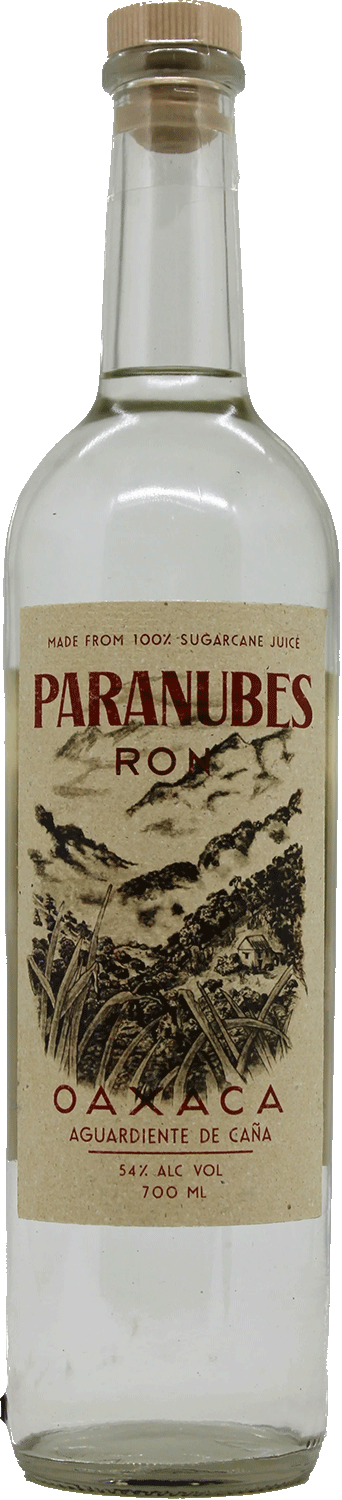 MADE FROM 100% SUGARCANE JUICE
PARANUBES
RON
OAXACA
AGUARDIENTE DE CAÑA
54% ALC VOL
700 ML